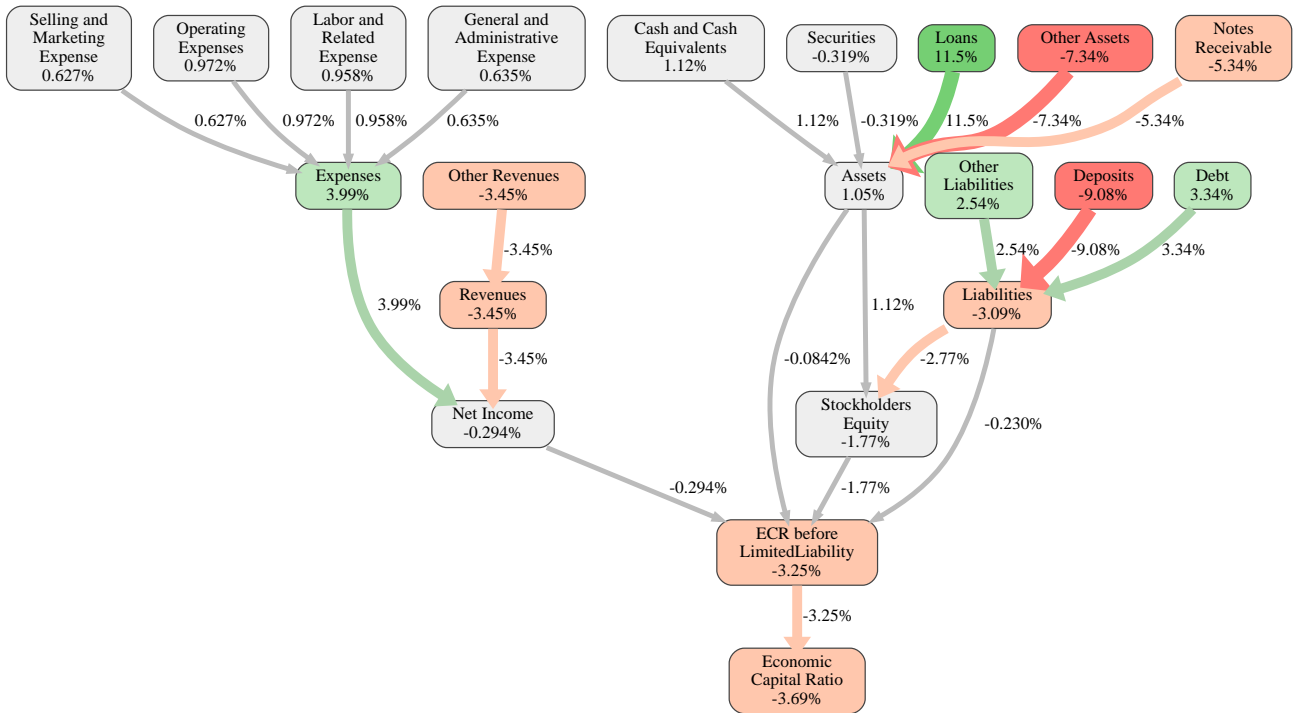 Selling and
Marketing
Expense
0.627%
Operating
Expenses
0.972%
Labor and
Related
Expense
0.958%
General and
Administrative
Expense
0.635%
Cash and Cash
Equivalents
1.12%
Securities
-0.319%
Loans
11.5%
Other Assets
-7.34%
Notes
Receivable
-5.34%
0.627%
0.972%
0.958%
0.635%
1.12%
-0.319%
11.5%
-7.34%
-5.34%
Expenses
3.99%
Other Revenues
-3.45%
Assets
1.05%
Other
Liabilities
2.54%
Deposits
-9.08%
Debt
3.34%
-3.45%
2.54%
-9.08%
3.34%
3.99%
Revenues
-3.45%
1.12%
Liabilities
-3.09%
-3.45%
-0.0842%
-2.77%
Net Income
-0.294%
Stockholders
Equity
-1.77%
-0.230%
-0.294%
-1.77%
ECR before
LimitedLiability
-3.25%
-3.25%
Economic
Capital Ratio
-3.69%